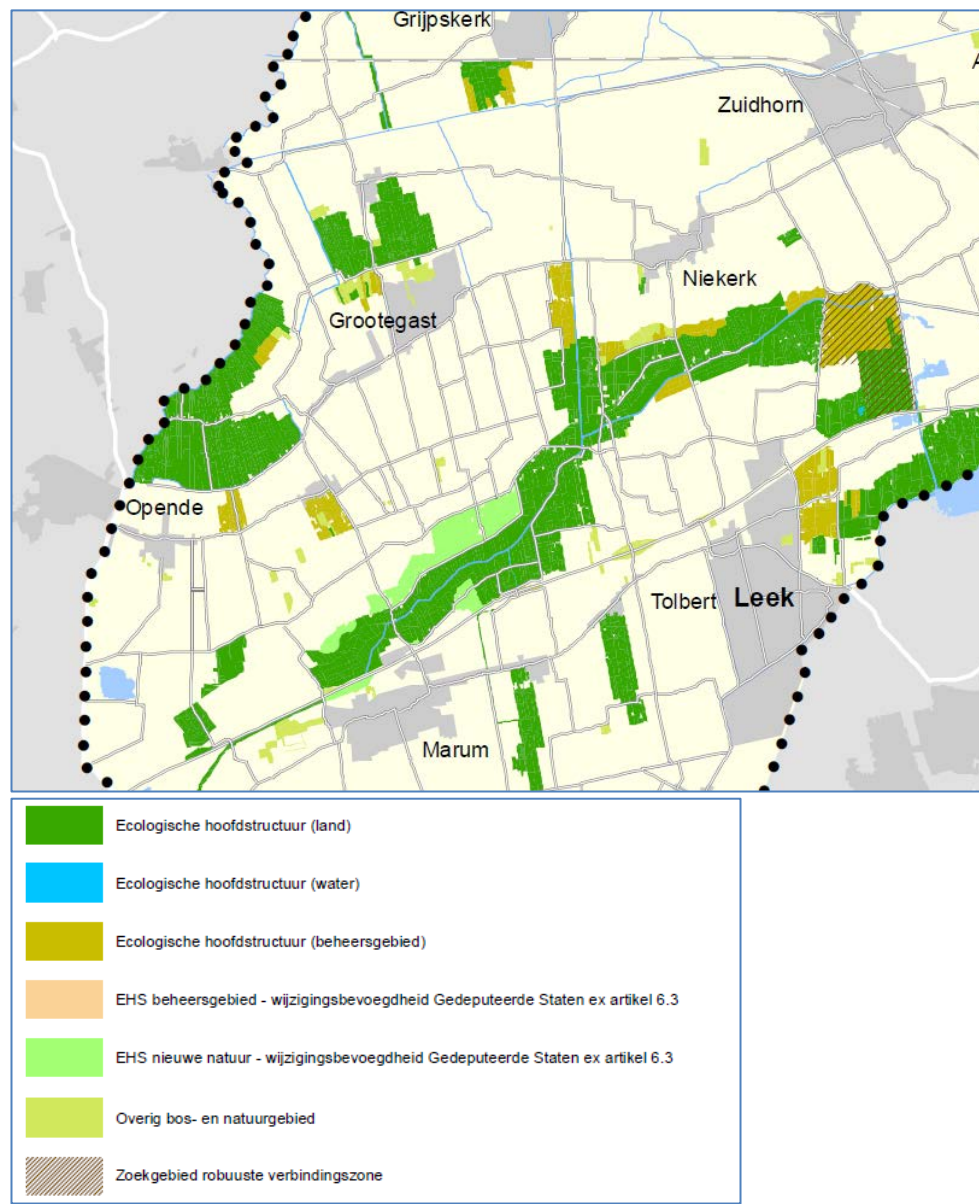 Grijpskerk
A
Zuidhorn
Niekerk
Grootegast
Opende
Tolbert
Leek
Marum
Ecologische hoofdstructuur (land)
Ecologische hoofdstructuur (water)
Ecologische hoofdstructuur (beheersgebied)
EHS beheersgebied - wijzigingsbevoegdheid Gedeputeerde Staten ex artikel 6.3
EHS nieuwe natuur - wijzigingsbevoegdheid Gedeputeerde Staten ex artikel 6.3
Overig bos- en natuurgebied
Zoekgebied robuuste verbindingszone